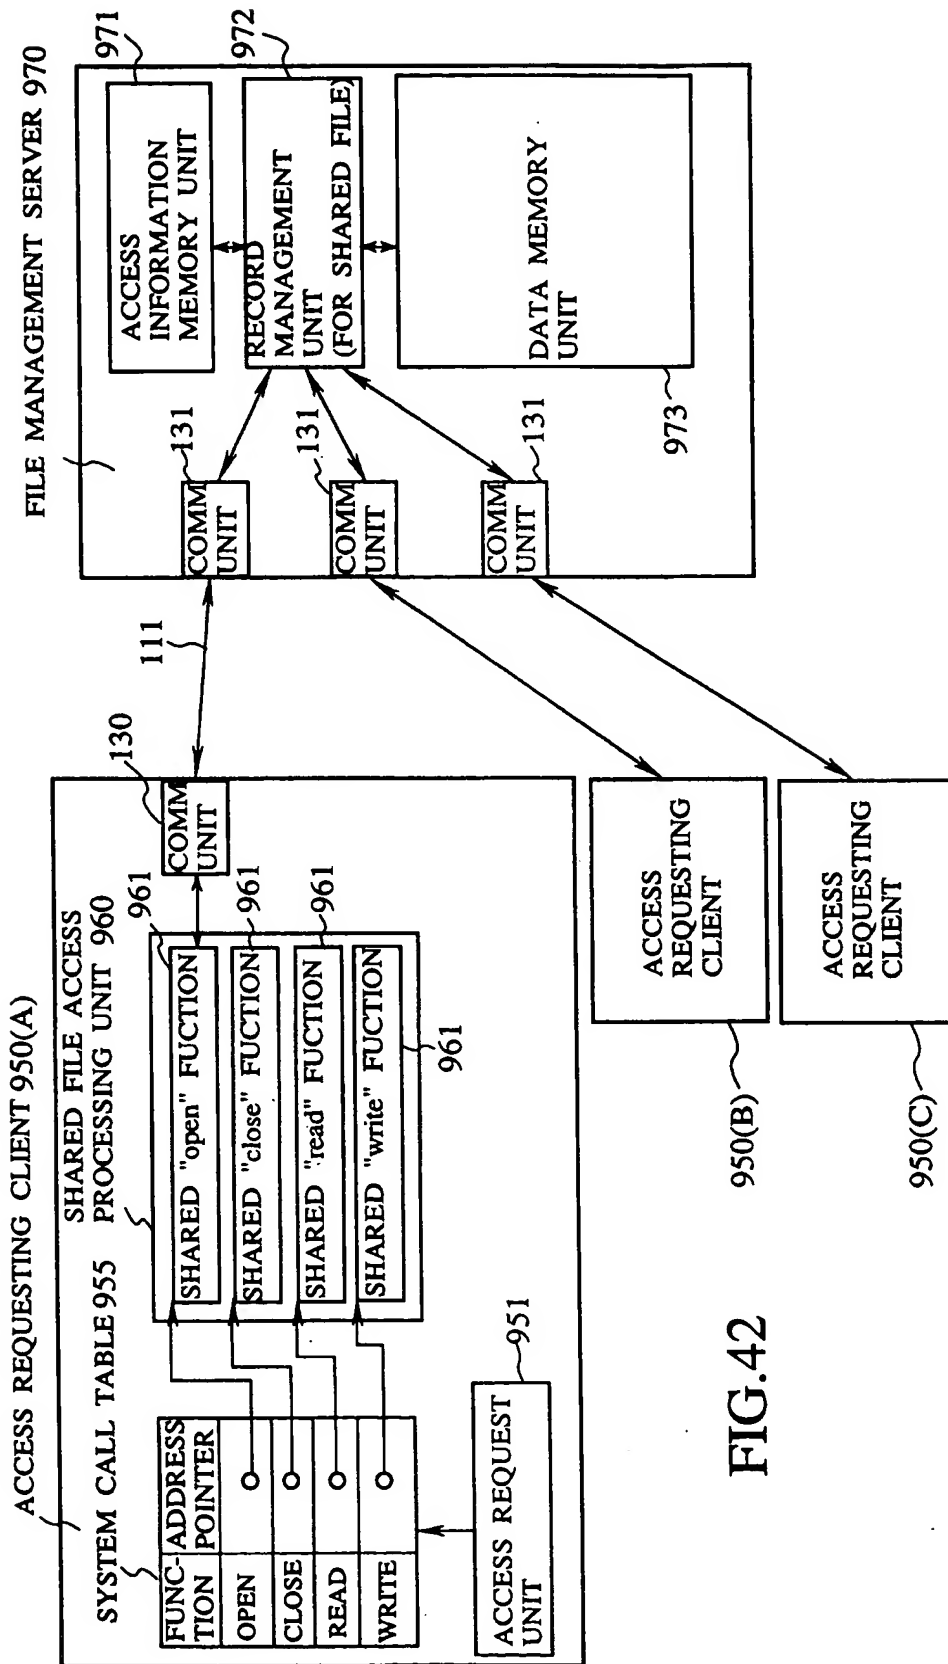 ACCESS REQUESTING CLIENT 950(A)
SYSTEM CALL TABLE 955
SHARED FILE ACCESS
PROCESSING UNIT 960
FUNC-
TION
ADDRESS
POINTER
OPEN
CLOSE
READ
WRITE
ACCESS REQUEST
UNIT
951
SHARED "open" FUCTION
961
SHARED "close" FUCTION
961
SHARED "read" FUCTION
961
SHARED "write" FUCTION
961
COMM
UNIT
130
111
ACCESS
REQUESTING
CLIENT
950(B)
ACCESS
REQUESTING
CLIENT
950(C)
FILE MANAGEMENT SERVER 970
COMM
UNIT
131
COMM
UNIT
131
COMM
UNIT
131
ACCESS
INFORMATION
MEMORY UNIT
971
RECORD
MANAGEMENT
UNIT
(FOR SHARED FILE)
972
DATA MEMORY
UNIT
973
FIG.42